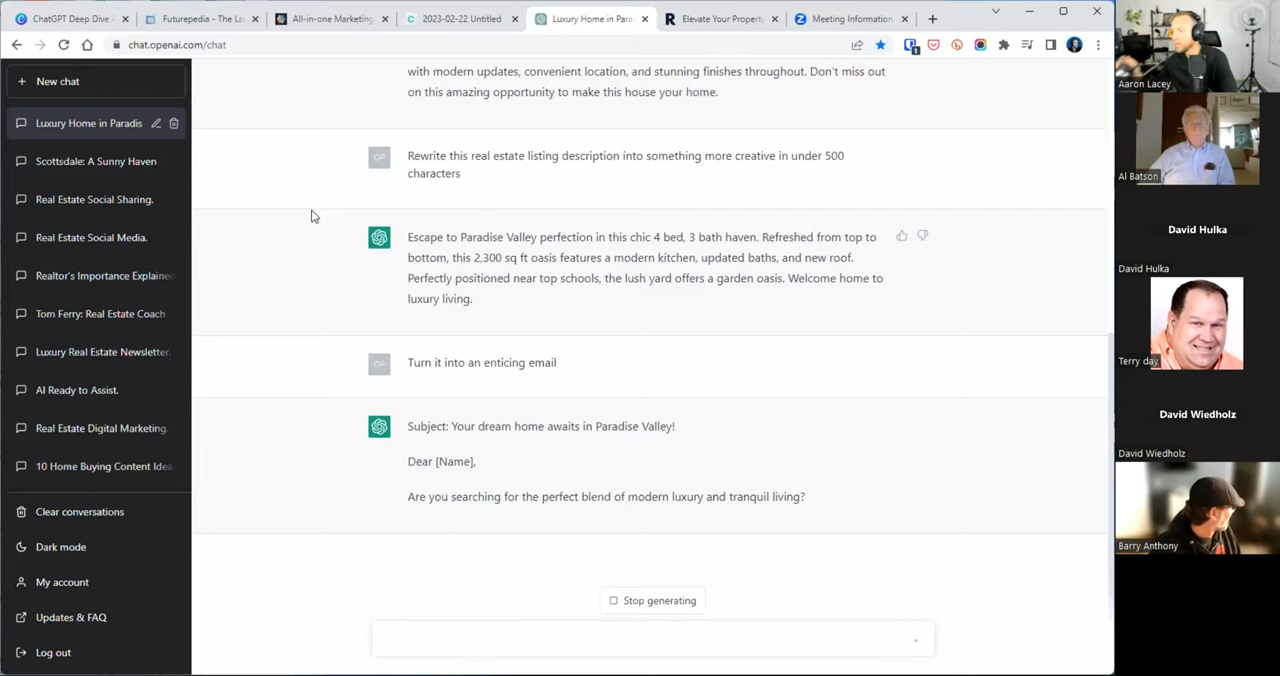 ChatGPT Deep Dive
Futurepedia - The La
All-in-one Marketing
2023-02-22 Untitled
Luxury Home in Para
Elevate Your Property
Meeting Information
chat.openai.com/chat
New chat
Luxury Home in Paradis
Scottsdale: A Sunny Haven
Real Estate Social Sharing.
Real Estate Social Media.
Realtor's Importance Explained
Tom Ferry: Real Estate Coach
Luxury Real Estate Newsletter.
AI Ready to Assist.
Real Estate Digital Marketing.
10 Home Buying Content Idea
Clear conversations
Dark mode
My account
Updates & FAQ
Log out
with modern updates, convenient location, and stunning finishes throughout. Don't miss out
on this amazing opportunity to make this house your home.
OP
Rewrite this real estate listing description into something more creative in under 500
characters
Escape to Paradise Valley perfection in this chic 4 bed, 3 bath haven. Refreshed from top to
bottom, this 2,300 sq ft oasis features a modern kitchen, updated baths, and new roof.
Perfectly positioned near top schools, the lush yard offers a garden oasis. Welcome home to
luxury living.
OP
Turn it into an enticing email
Subject: Your dream home awaits in Paradise Valley!
Dear [Name],
Are you searching for the perfect blend of modern luxury and tranquil living?
Stop generating
Aaron Lacey
Al Batson
David Hulka
David Hulka
Terry day
David Wiedholz
David Wiedholz
Barry Anthony